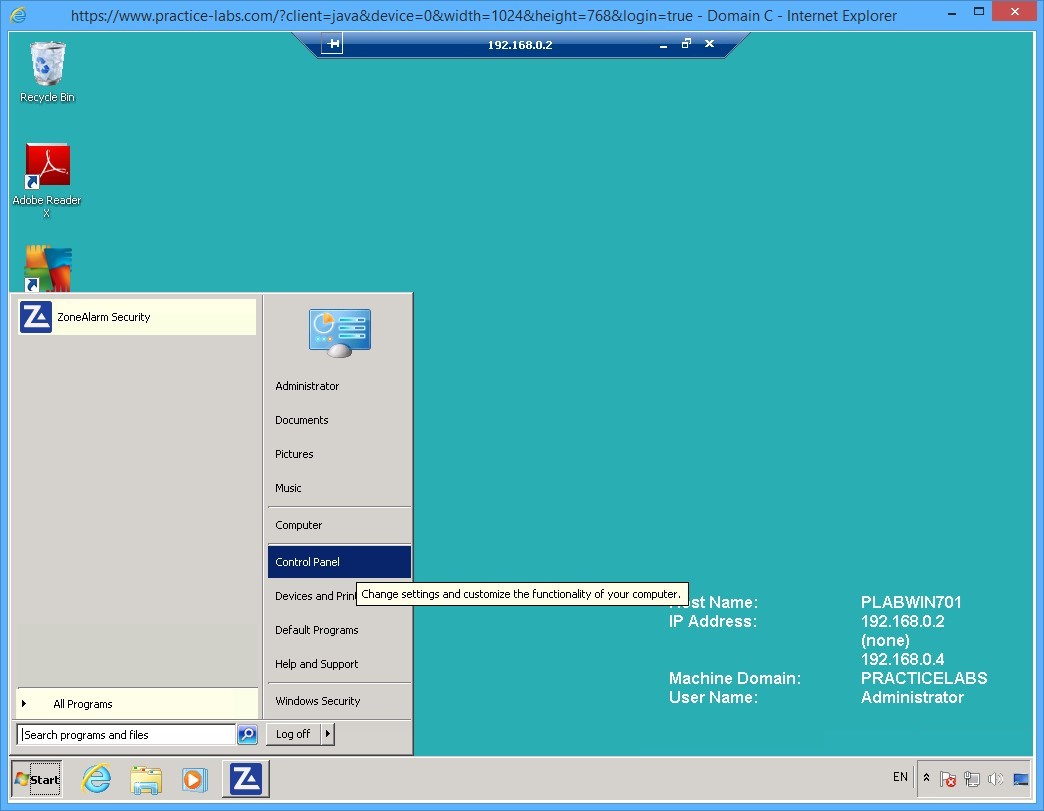 https://www.practice-labs.com/?client=java&device=0&width=1024&height=768&login=true - Domain C - Internet Explorer
192.168.0.2
Recycle Bin
Adobe Reader
X
ZoneAlarm Security
Administrator
Documents
Pictures
Music
Computer
Control Panel
Devices and Prin
Change settings and customize the functionality of your computer.
Default Programs
Help and Support
Windows Security
All Programs
Search programs and files
Log off
Host Name: PLABWIN701
IP Address: 192.168.0.2
(none)
192.168.0.4
Machine Domain: PRACTICELABS
User Name: Administrator
Start
EN